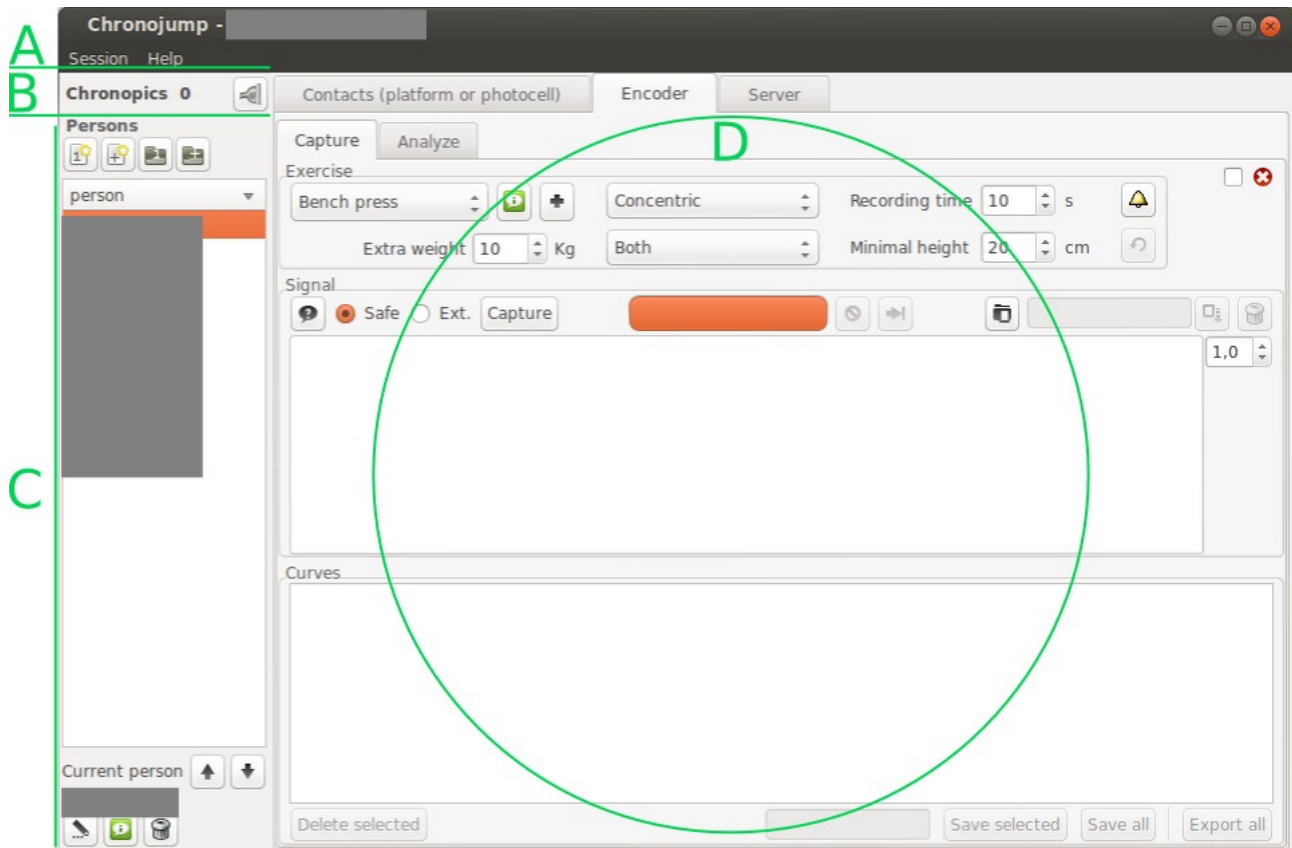 Chronojump -
A
Session Help
B
Chronopics 0
Contacts (platform or photocell) Encoder Server
Persons
D
Capture Analyze
Exercise
person
Bench press Concentric Recording time 10 s
Extra weight 10 Kg Both Minimal height 20 cm
Signal
Safe Ext. Capture
1,0
C
Curves
Current person
Delete selected Save selected Save all Export all